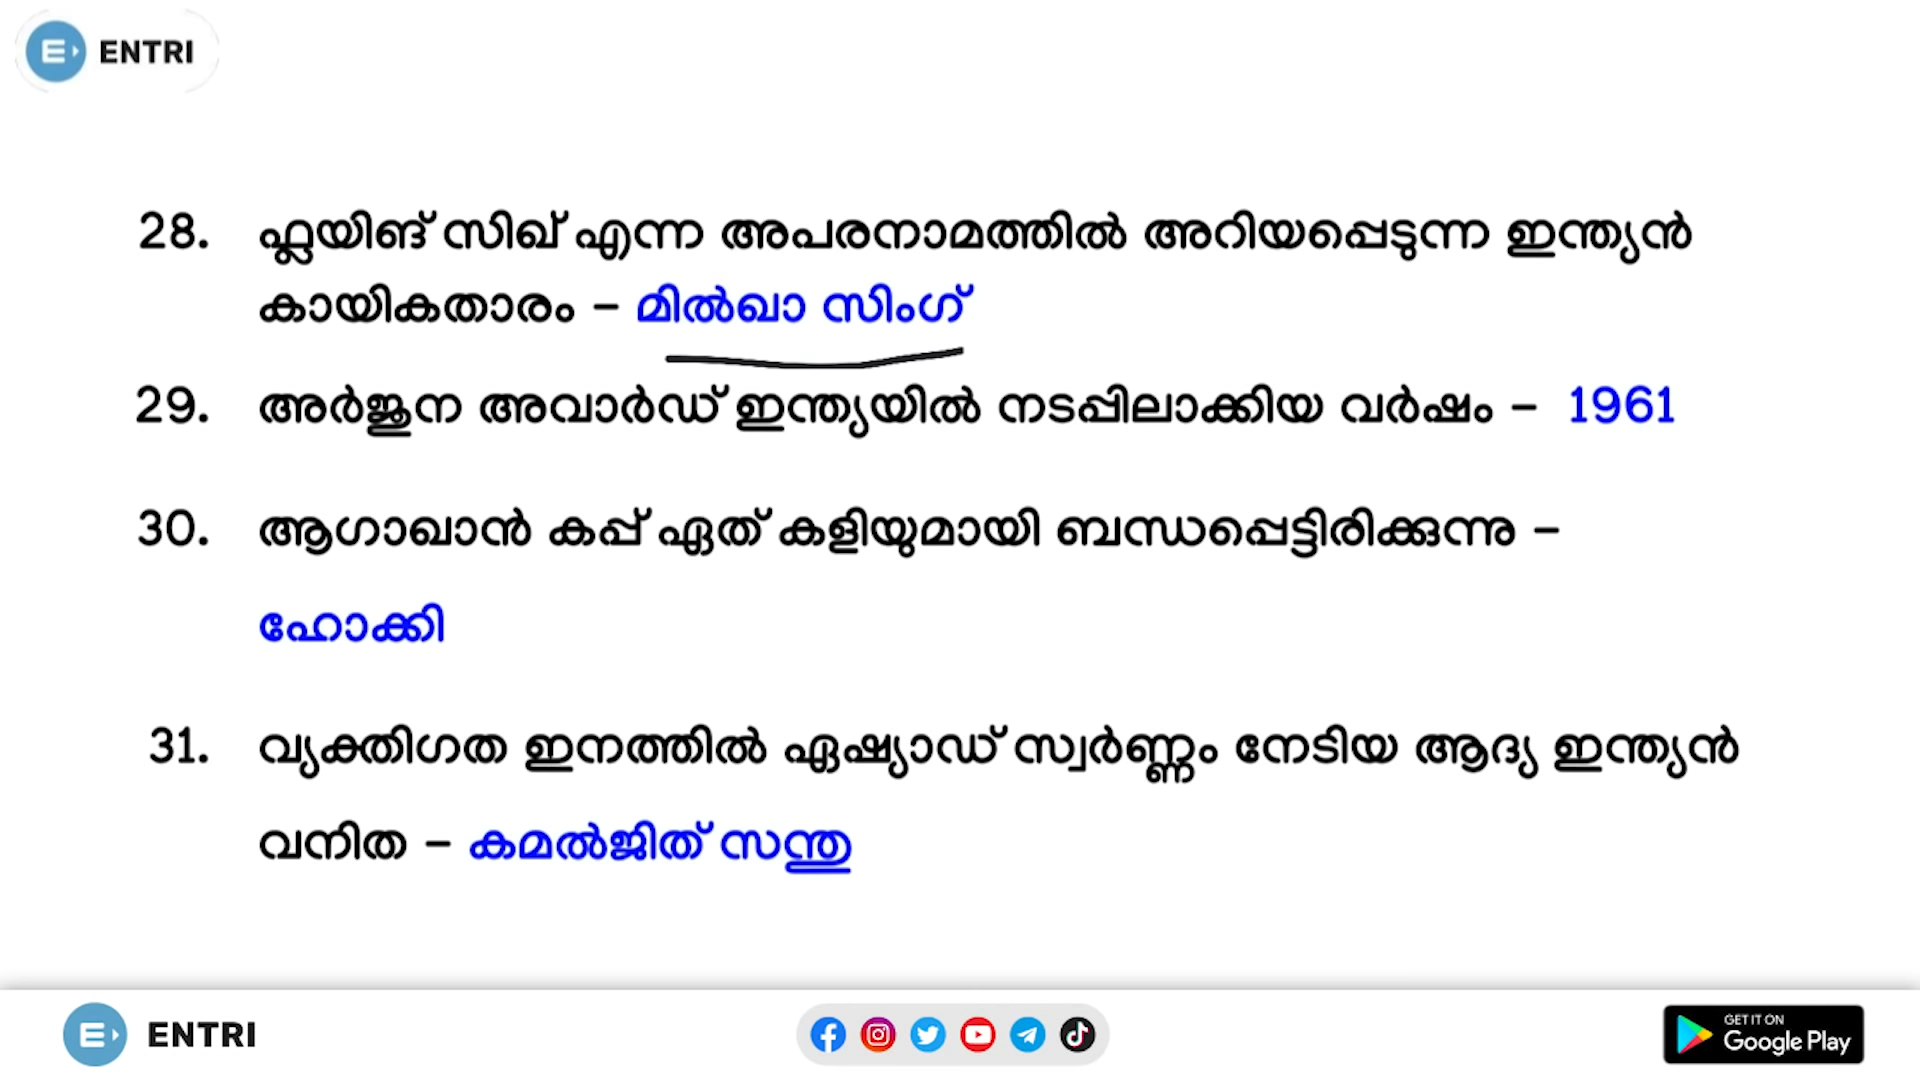 ENTRI
28. ഫ്ലയിങ് സിഖ് എന്ന അപരനാമത്തിൽ അറിയപ്പെടുന്ന ഇന്ത്യൻ
കായികതാരം – മിൽഖാ സിംഗ്
29. അർജുന അവാർഡ് ഇന്ത്യയിൽ നടപ്പിലാക്കിയ വർഷം – 1961
30. ആഗാഖാൻ കപ്പ് ഏത് കളിയുമായി ബന്ധപ്പെട്ടിരിക്കുന്നു –
ഹോക്കി
31. വ്യക്തിഗത ഇനത്തിൽ ഏഷ്യാഡ് സ്വർണ്ണം നേടിയ ആദ്യ ഇന്ത്യൻ
വനിത – കമൽജിത് സന്തു
ENTRI
GET IT ON
Google Play